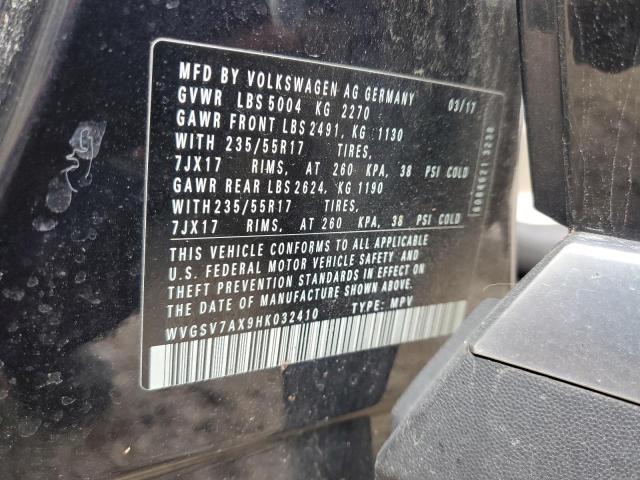 MFD BY VOLKSWAGEN AG GERMANY 03/17
GVWR LBS 5004 KG 2270
GAWR FRONT LBS 2491, KG 1130
WITH 235/55R17 TIRES,
7JX17 RIMS, AT 260 KPA, 38 PSI COLD
GAWR REAR LBS 2624, KG 1190
WITH 235/55R17 TIRES,
7JX17 RIMS, AT 260 KPA, 38 PSI COLD
THIS VEHICLE CONFORMS TO ALL APPLICABLE
U.S. FEDERAL MOTOR VEHICLE SAFETY AND
THEFT PREVENTION STANDARDS IN EFFECT ON
THE DATE OF MANUFACTURE SHOWN ABOVE.
WVGSV7AX9HK032410 TYPE: MPV